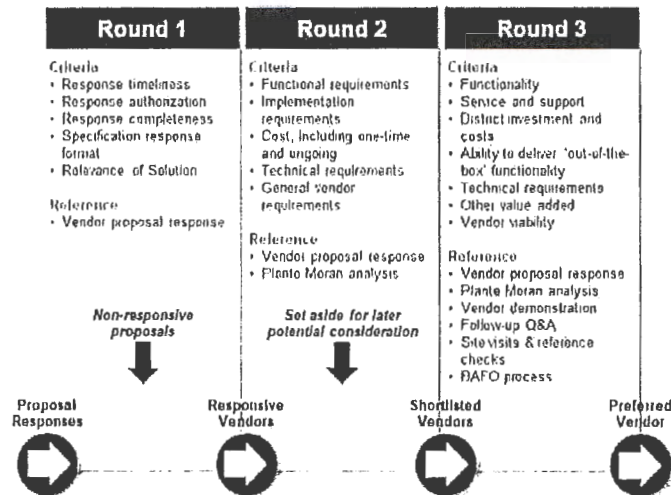 Round 1
Criteria
• Response timeliness
• Response authorization
• Response completeness
• Specification response
format
• Relevance of Solution
Reference
• Vendor proposal response
Non-responsive
proposals
Round 2
Criteria
• Functional requirements
• Implementation
requirements
• Cost, including one-time
and ongoing
• Technical requirements
• General vendor
requirements
Reference
• Vendor proposal response
• Plante Moran analysis
Set aside for later
potential consideration
Round 3
Criteria
• Functionality
• Service and support
• District investment and
costs
• Ability to deliver 'out-of-the-
box' functionality
• Technical requirements
• Other value added
• Vendor viability
Reference
• Vendor proposal response
• Plante Moran analysis
• Vendor demonstration
• Follow-up Q&A
• Site visits & reference
checks
• BAFO process
Proposal
Responses
Responsive
Vendors
Shortlisted
Vendors
Preferred
Vendor